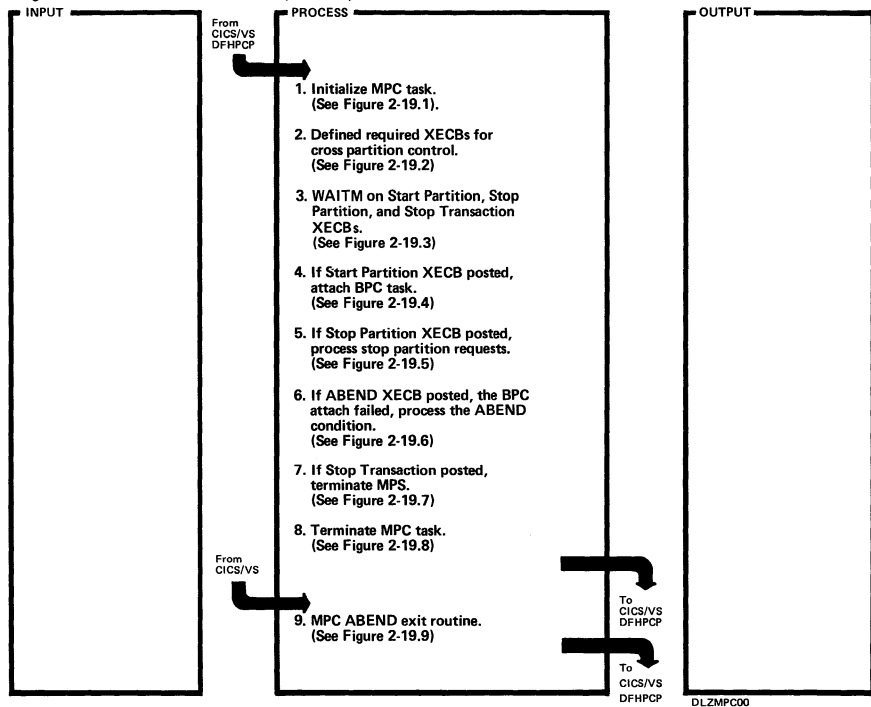 INPUT
PROCESS
OUTPUT
From
CICS/VS
DFHPCP
1. Initialize MPC task.
(See Figure 2-19.1).
2. Defined required XECBs for
cross partition control.
(See Figure 2-19.2)
3. WAITM on Start Partition, Stop
Partition, and Stop Transaction
XECBs.
(See Figure 2-19.3)
4. If Start Partition XECB posted,
attach BPC task.
(See Figure 2-19.4)
5. If Stop Partition XECB posted,
process stop partition requests.
(See Figure 2-19.5)
6. If ABEND XECB posted, the BPC
attach failed, process the ABEND
condition.
(See Figure 2-19.6)
7. If Stop Transaction posted,
terminate MPS.
(See Figure 2-19.7)
8. Terminate MPC task.
(See Figure 2-19.8)
From
CICS/VS
To
CICS/VS
DFHPCP
9. MPC ABEND exit routine.
(See Figure 2-19.9)
To
CICS/VS
DFHPCP
DLZMPC00